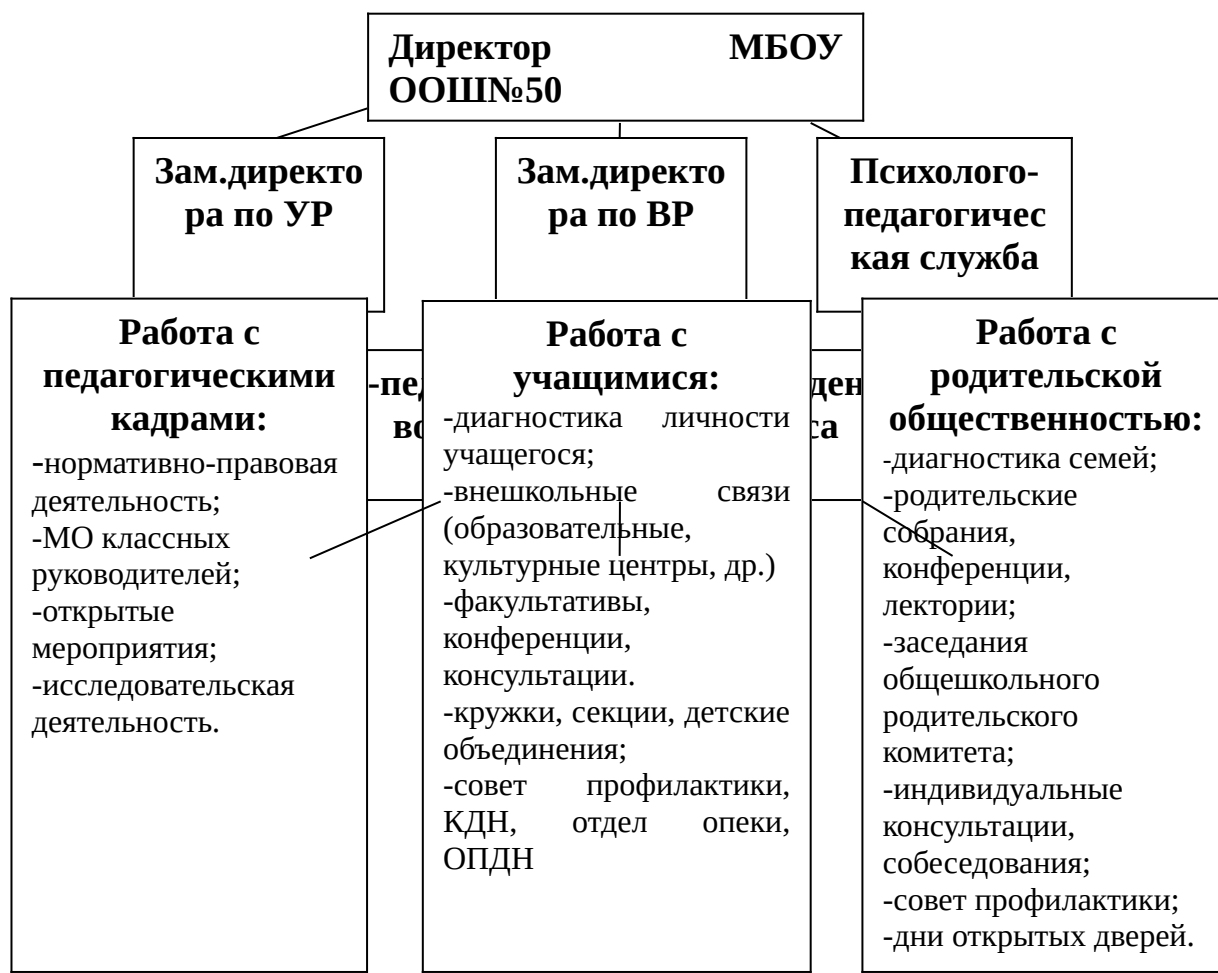 Директор МБОУ
ООШ№50
Зам.директо
ра по УР
Зам.директо
ра по ВР
Психолого-
педагогичес
кая служба
Работа с
педагогическими
кадрами:
-нормативно-правовая
деятельность;
-МО классных
руководителей;
-открытые
мероприятия;
-исследовательская
деятельность.
Работа с
учащимися:
-диагностика личности
учащегося;
-внешкольные связи
(образовательные,
культурные центры, др.)
-факультативы,
конференции,
консультации.
-кружки, секции, детские
объединения;
-совет профилактики,
КДН, отдел опеки,
ОПДН
Работа с
родительской
общественностью:
-диагностика семей;
-родительские
собрания,
конференции,
лектории;
-заседания
общешкольного
родительского
комитета;
-индивидуальные
консультации,
собеседования;
-совет профилактики;
-дни открытых дверей.